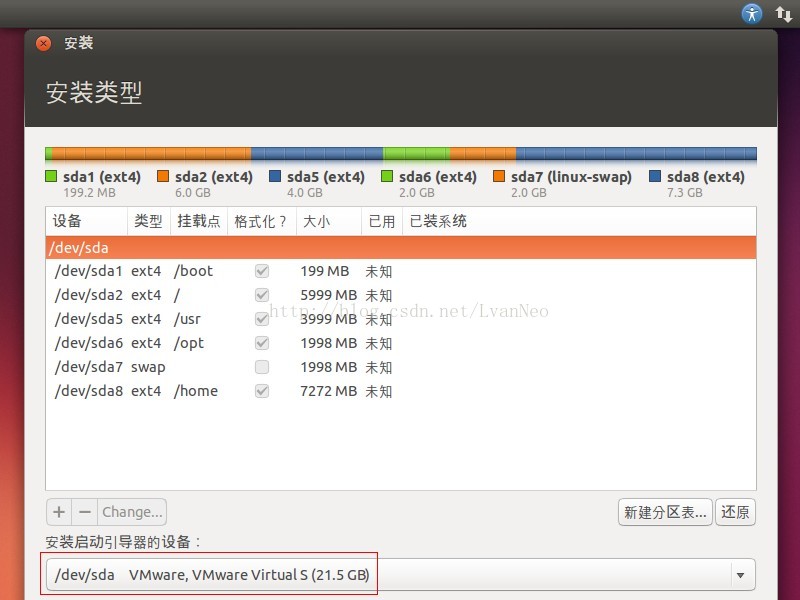 安装
安装类型
sda1 (ext4) sda2 (ext4) sda5 (ext4) sda6 (ext4) sda7 (linux-swap) sda8 (ext4)
199.2 MB 6.0 GB 4.0 GB 2.0 GB 2.0 GB 7.3 GB
设备 类型 挂载点 格式化？ 大小 已用 已装系统
/dev/sda
/dev/sda1 ext4 /boot 199 MB 未知
/dev/sda2 ext4 / 5999 MB 未知
http://blog.csdn.net/LvanNeo
/dev/sda5 ext4 /usr 3999 MB 未知
/dev/sda6 ext4 /opt 1998 MB 未知
/dev/sda7 swap 1998 MB 未知
/dev/sda8 ext4 /home 7272 MB 未知
+ − Change... 新建分区表... 还原
安装启动引导器的设备：
/dev/sda VMware, VMware Virtual S (21.5 GB)